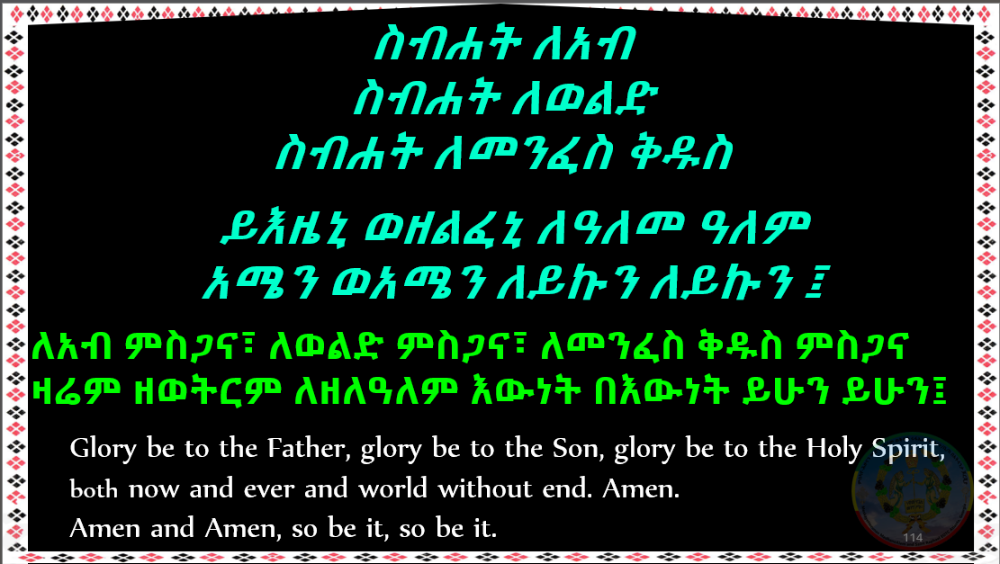 ስብሐት ለአብ
ስብሐት ለወልድ
ስብሐት ለመንፈስ ቅዱስ
ይእዜኒ ወዘልፈኒ ለዓለመ ዓለም
አሜን ወአሜን ለይኩን ለይኩን ፤
ለአብ ምስጋና፣ ለወልድ ምስጋና፣ ለመንፈስ ቅዱስ ምስጋና
ዛሬም ዘወትርም ለዘለዓለም እውነት በእውነት ይሁን ይሁን፤
Glory be to the Father, glory be to the Son, glory be to the Holy Spirit,
both now and ever and world without end. Amen.
Amen and Amen, so be it, so be it.
114